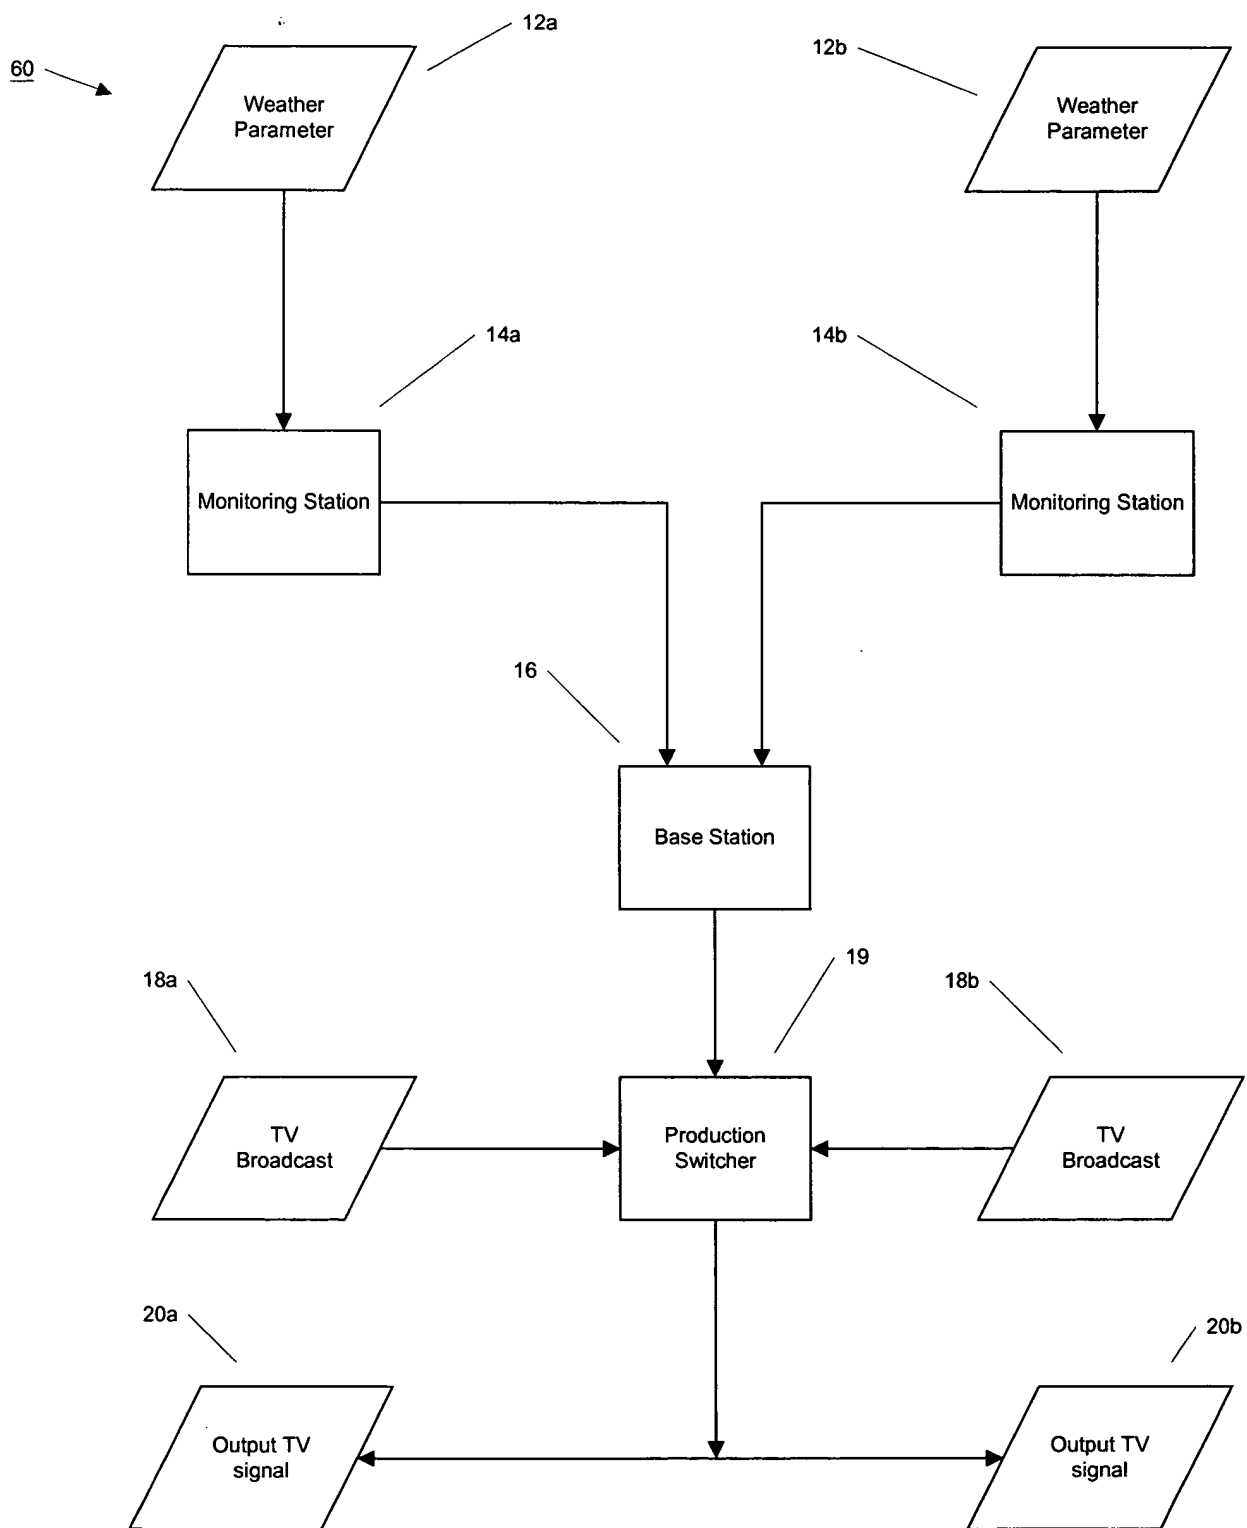 12a
12b
60
Weather
Parameter
Weather
Parameter
14a
14b
Monitoring Station
Monitoring Station
16
Base Station
19
18a
18b
TV
Broadcast
Production
Switcher
TV
Broadcast
20a
20b
Output TV
signal
Output TV
signal